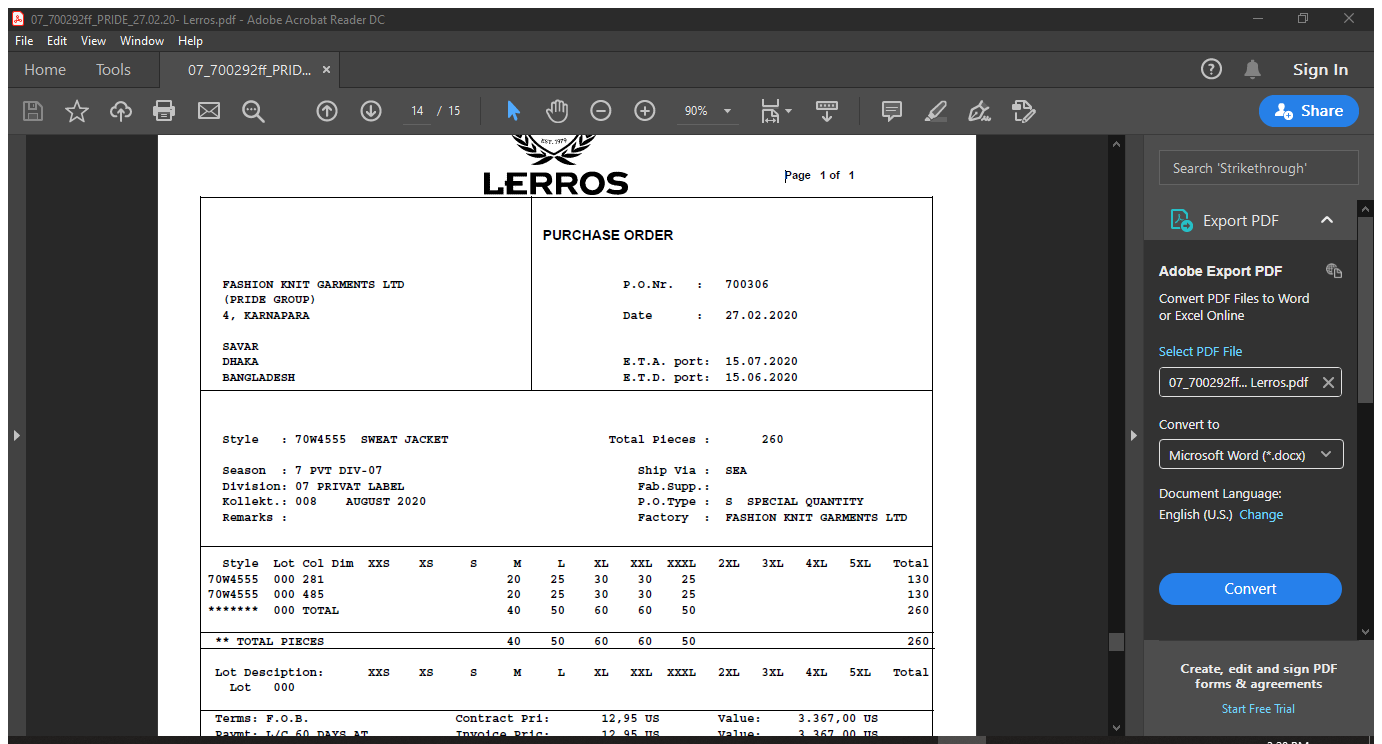 07_700292ff_PRIDE_27.02.20- Lerros.pdf - Adobe Acrobat Reader DC
File Edit View Window Help
Home Tools 07_700292ff_PRID... × Sign In
14 / 15 90% Share
EST. 1979
LERROS
Page 1 of 1
PURCHASE ORDER
FASHION KNIT GARMENTS LTD P.O.Nr. : 700306
(PRIDE GROUP)
4, KARNAPARA Date : 27.02.2020
SAVAR
DHAKA E.T.A. port: 15.07.2020
BANGLADESH E.T.D. port: 15.06.2020
Style : 70W4555 SWEAT JACKET Total Pieces : 260
Season : 7 PVT DIV-07 Ship Via : SEA
Division: 07 PRIVAT LABEL Fab.Supp.:
Kollekt.: 008 AUGUST 2020 P.O.Type : S SPECIAL QUANTITY
Remarks : Factory : FASHION KNIT GARMENTS LTD
Style Lot Col Dim XXS XS S M L XL XXL XXXL 2XL 3XL 4XL 5XL Total
70W4555 000 281 20 25 30 30 25 130
70W4555 000 485 20 25 30 30 25 130
******* 000 TOTAL 40 50 60 60 50 260
** TOTAL PIECES 40 50 60 60 50 260
Lot Desciption: XXS XS S M L XL XXL XXXL 2XL 3XL 4XL 5XL Total
Lot 000
Terms: F.O.B. Contract Pri: 12,95 US Value: 3.367,00 US
Paymt: L/C 60 DAYS AT Invoice Pric: 12,95 US Value: 3.367,00 US
Search 'Strikethrough'
Export PDF
Adobe Export PDF
Convert PDF Files to Word
or Excel Online
Select PDF File
07_700292ff... Lerros.pdf
Convert to
Microsoft Word (*.docx)
Document Language:
English (U.S.) Change
Convert
Create, edit and sign PDF
forms & agreements
Start Free Trial